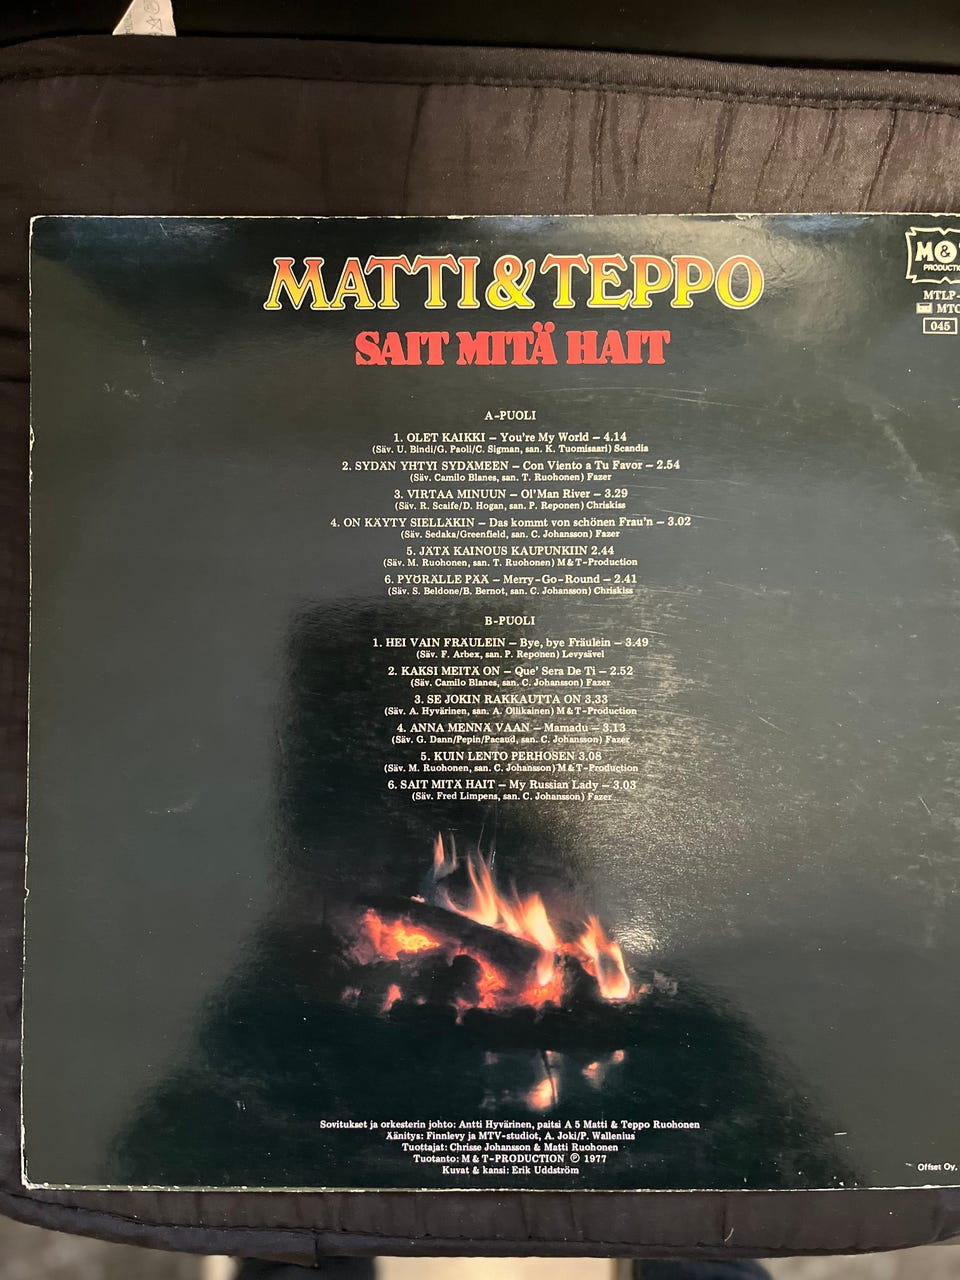 MATTI & TEPPO
SAIT MITÄ HAIT
M&T
PRODUCTIO
MTLP-
MTC
045
A-PUOLI
1. OLET KAIKKI – You're My World – 4.14
(Säv. U. Bindi/G. Paoli/C. Sigman, san. K. Tuomisaari) Scandia
2. SYDÄN YHTYI SYDÄMEEN – Con Viento a Tu Favor – 2.54
(Säv. Camilo Blanes, san. T. Ruohonen) Fazer
3. VIRTAA MINUUN – Ol'Man River – 3.29
(Säv. R. Scaife/D. Hogan, san. P. Reponen) Chriskiss
4. ON KÄYTY SIELLÄKIN – Das kommt von schönen Frau'n – 3.02
(Säv. Sedaka/Greenfield, san. C. Johansson) Fazer
5. JÄTÄ KAINOUS KAUPUNKIIN 2.44
(Säv. M. Ruohonen, san. T. Ruohonen) M & T-Production
6. PYÖRÄLLE PÄÄ – Merry-Go-Round – 2.41
(Säv. S. Beldone/B. Bernot, san. C. Johansson) Chriskiss
B-PUOLI
1. HEI VAIN FRÄULEIN – Bye, bye Fräulein – 3.49
(Säv. F. Arbex, san. P. Reponen) Levysävel
2. KAKSI MEITÄ ON – Que' Sera De Ti – 2.52
(Säv. Camilo Blanes, san. C. Johansson) Fazer
3. SE JOKIN RAKKAUTTA ON 3.33
(Säv. A. Hyvärinen, san. A. Ollikainen) M & T-Production
4. ANNA MENNÄ VAAN – Mamadu – 3.13
(Säv. G. Dann/Pepin/Pacaud, san. C. Johansson) Fazer
5. KUIN LENTO PERHOSEN 3.08
(Säv. M. Ruohonen, san. C. Johansson) M & T-Production
6. SAIT MITÄ HAIT – My Russian Lady – 3.03
(Säv. Fred Limpens, san. C. Johansson) Fazer
Sovitukset ja orkesterin johto: Antti Hyvärinen, paitsi A 5 Matti & Teppo Ruohonen
Äänitys: Finnlevy ja MTV-studiot, A. Joki/P. Wallenius
Tuottajat: Chrisse Johansson & Matti Ruohonen
Tuotanto: M & T-PRODUCTION ℗ 1977
Kuvat & kansi: Erik Uddström
Offset Oy,